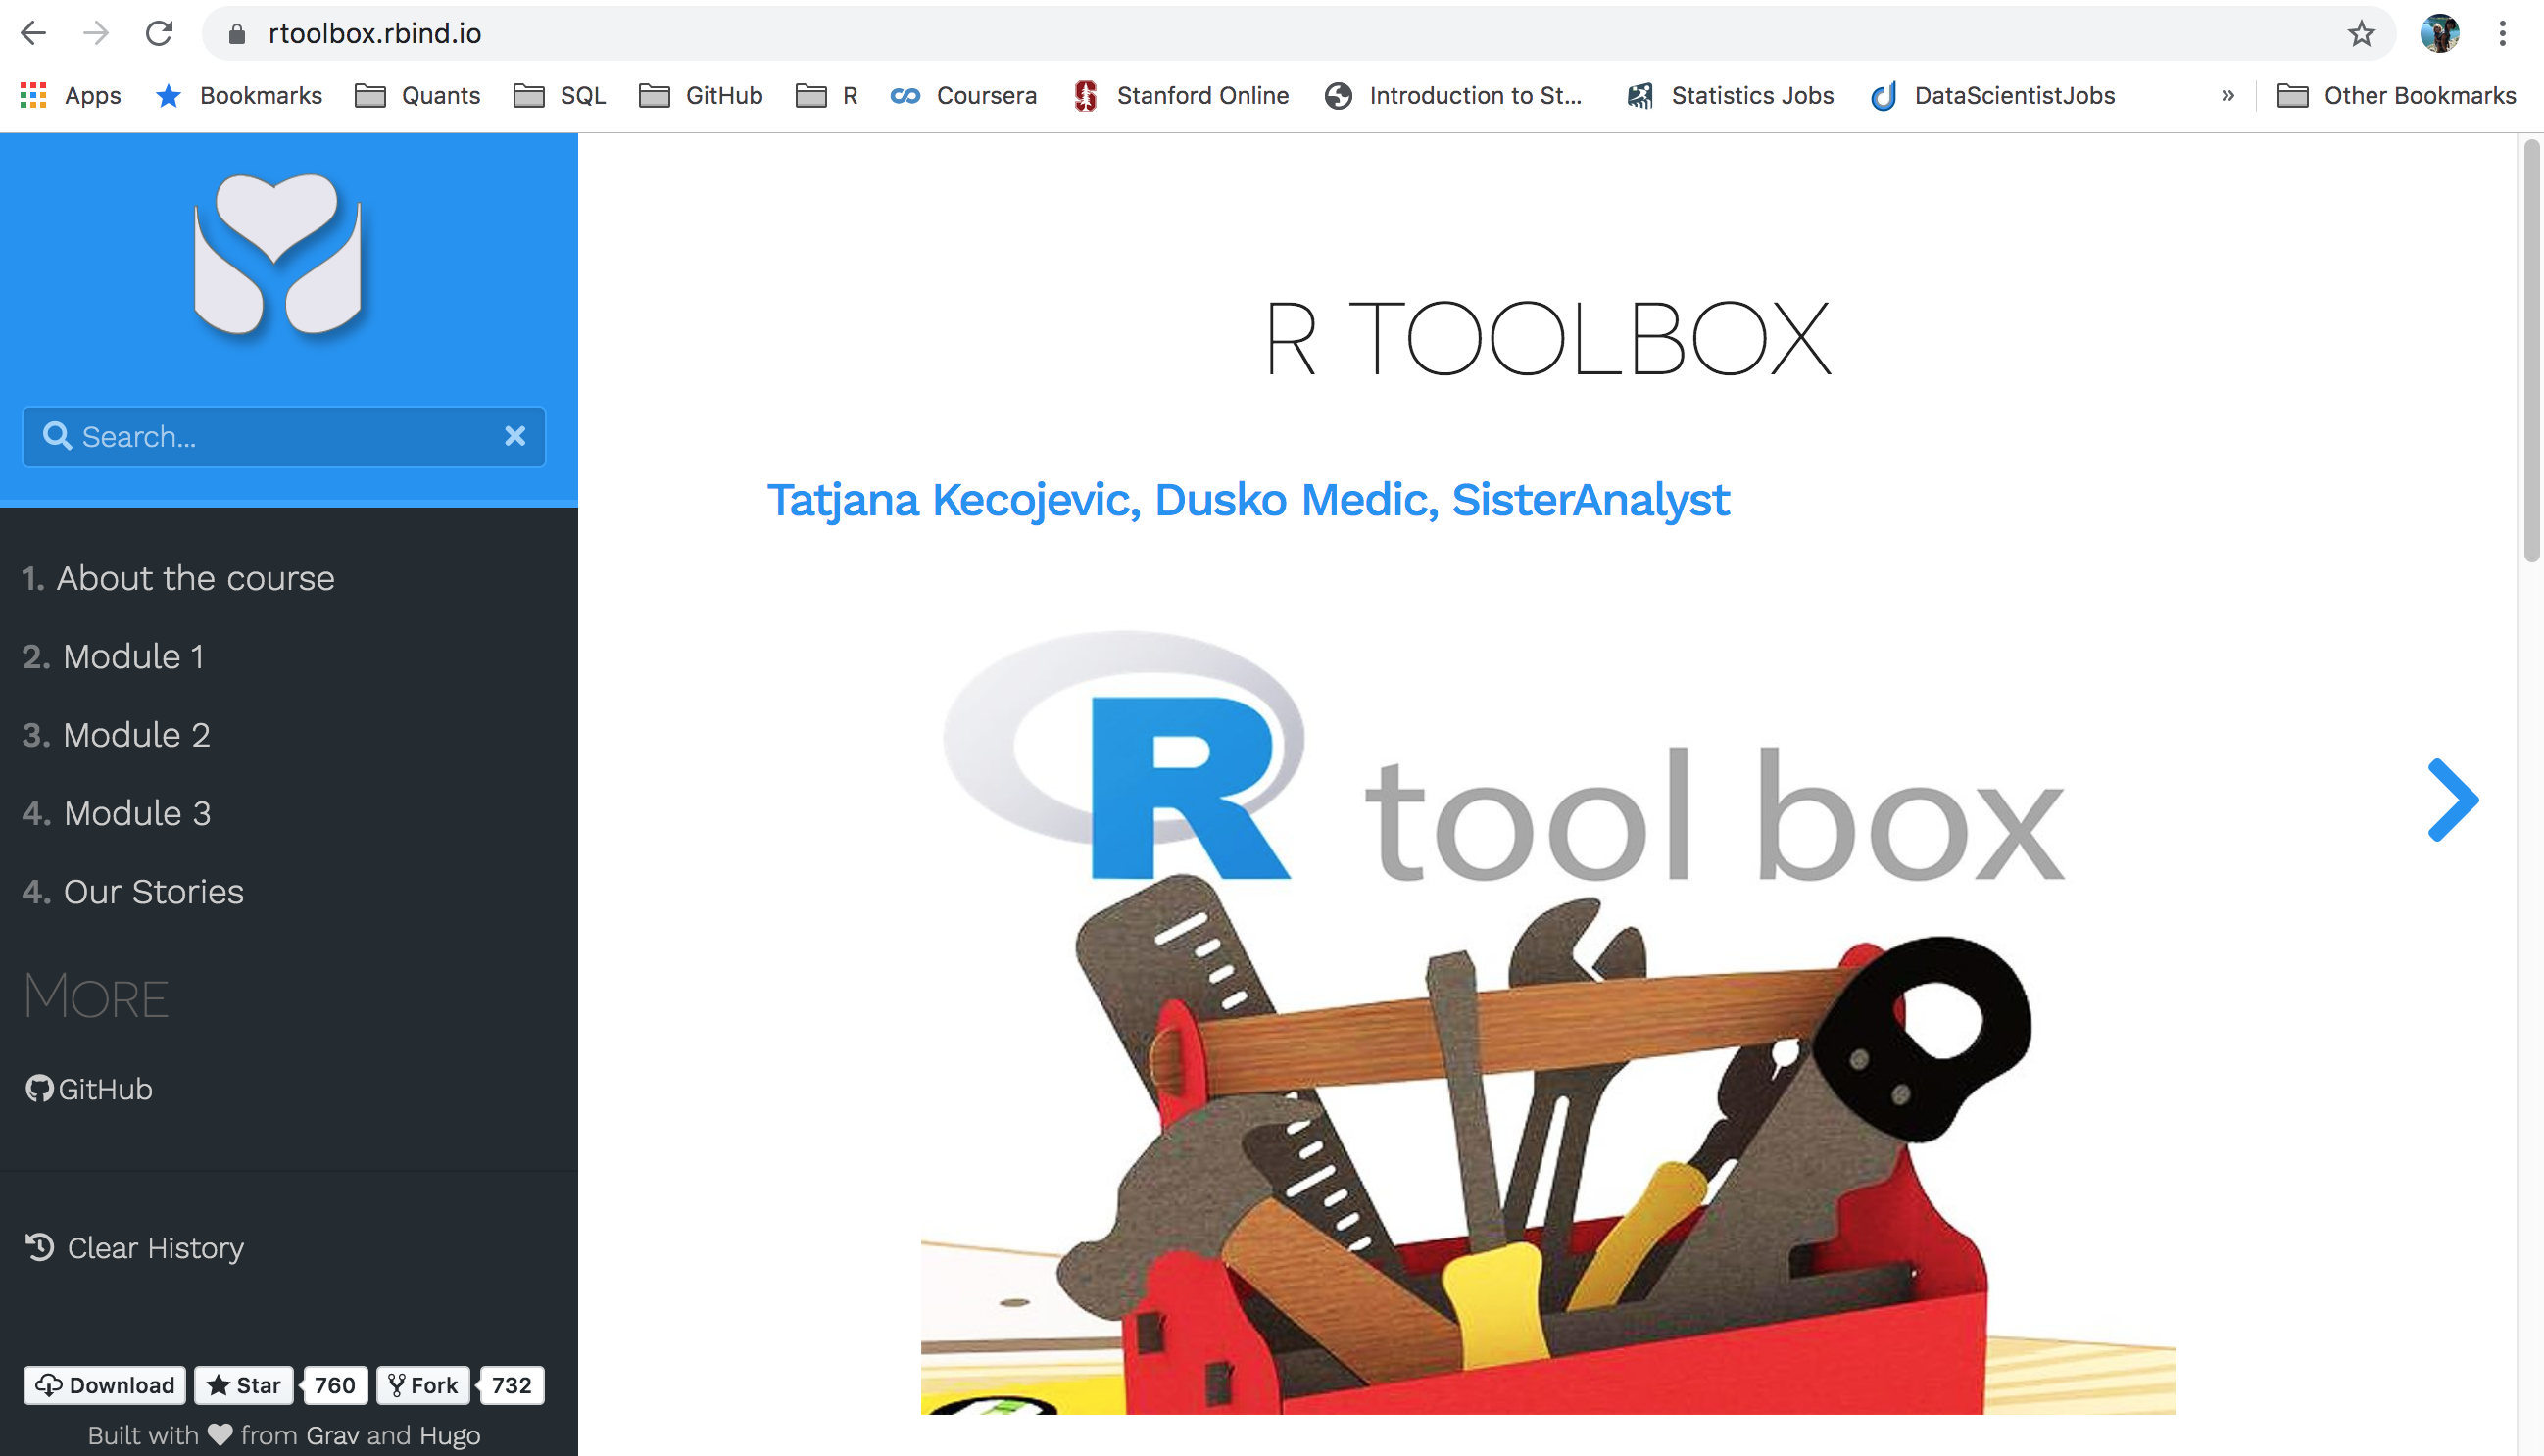 rtoolbox.rbind.io
Apps Bookmarks Quants SQL GitHub R Coursera Stanford Online Introduction to St... Statistics Jobs DataScientistJobs » Other Bookmarks
Search...
1. About the course
2. Module 1
3. Module 2
4. Module 3
4. Our Stories
MORE
GitHub
Clear History
Download Star 760 Fork 732
Built with from Grav and Hugo
R TOOLBOX
Tatjana Kecojevic, Dusko Medic, SisterAnalyst
R tool box